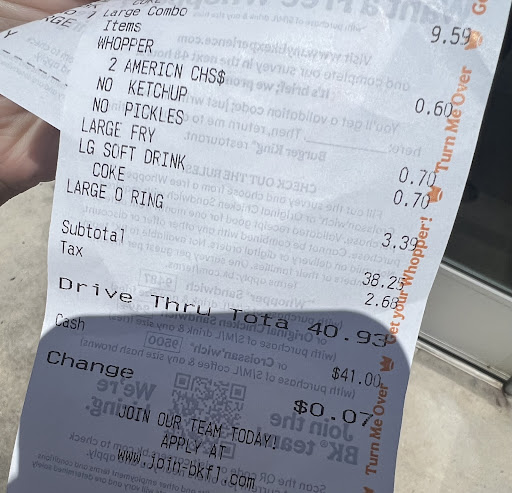 Large Combo 9.59
Items
WHOPPER
2 AMERICN CHS$ 0.60
NO KETCHUP
NO PICKLES
LARGE FRY 0.70
LG SOFT DRINK 0.70
COKE
LARGE O RING 3.39
Subtotal 38.25
Tax 2.68
Drive Thru Tota 40.93
Cash $41.00
Change $0.07
JOIN OUR TEAM TODAY!
APPLY AT
www.join-bkfl.com
Turn Me Over
Get your Whopper!
Turn Me Over